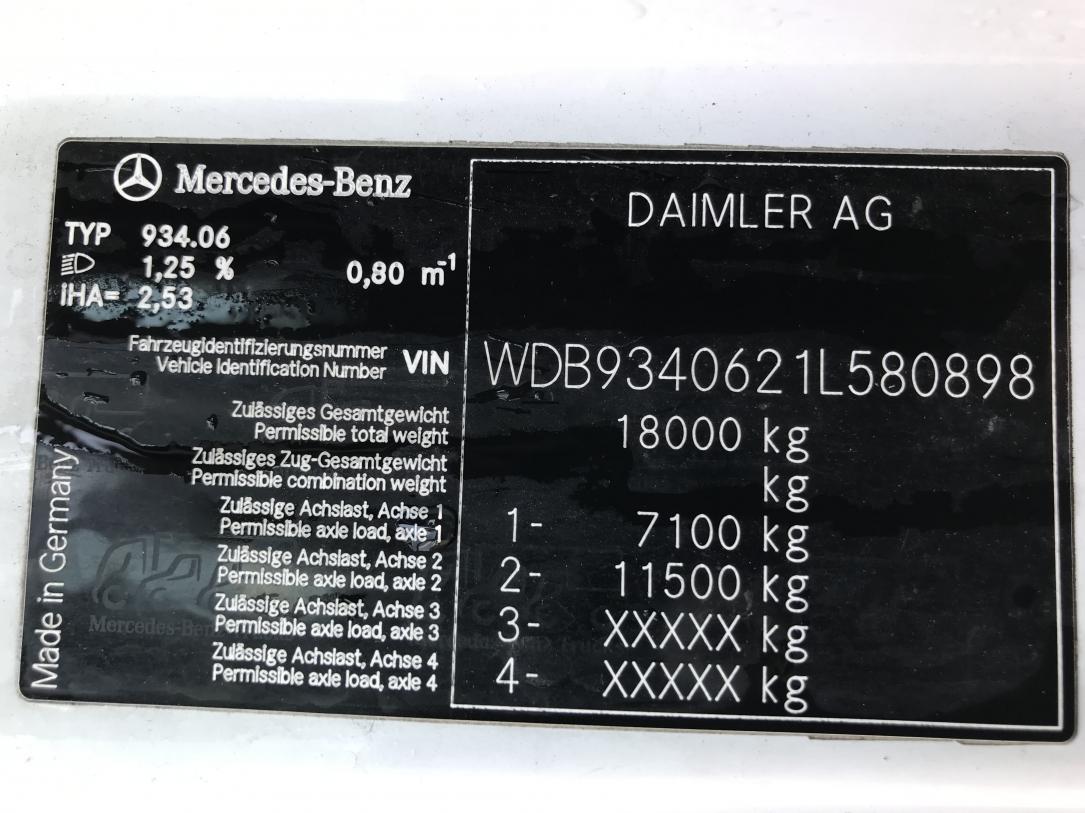 Mercedes-Benz
DAIMLER AG
TYP 934.06
1,25 % 0,80 m⁻¹
iHA= 2,53
Fahrzeugidentifizierungsnummer
Vehicle Identification Number
VIN WDB9340621L580898
Zulässiges Gesamtgewicht
Permissible total weight
18000 kg
Zulässiges Zug-Gesamtgewicht
Permissible combination weight
kg
Zulässige Achslast, Achse 1
Permissible axle load, axle 1
1- 7100 kg
Zulässige Achslast, Achse 2
Permissible axle load, axle 2
2- 11500 kg
Zulässige Achslast, Achse 3
Permissible axle load, axle 3
3- XXXXX kg
Zulässige Achslast, Achse 4
Permissible axle load, axle 4
4- XXXXX kg
Made in Germany